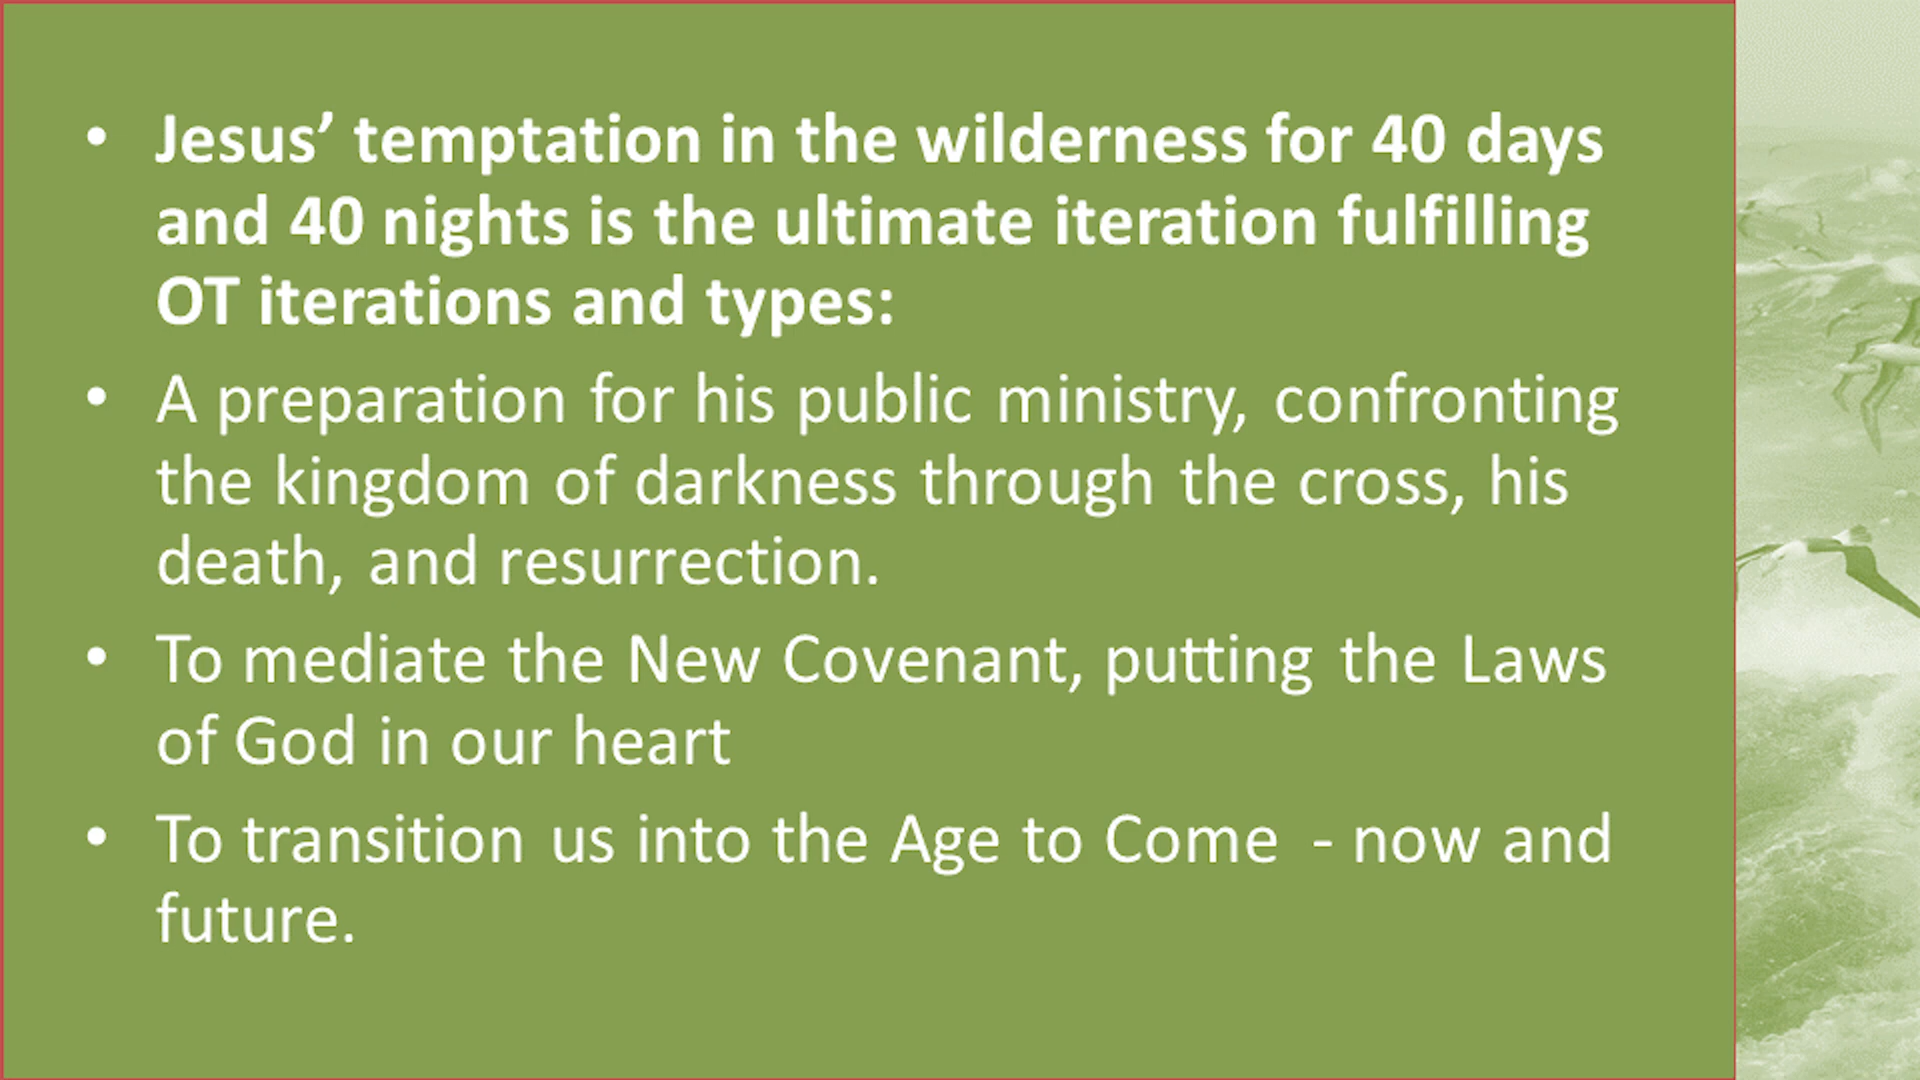 • Jesus’ temptation in the wilderness for 40 days
and 40 nights is the ultimate iteration fulfilling
OT iterations and types:
• A preparation for his public ministry, confronting
the kingdom of darkness through the cross, his
death, and resurrection.
• To mediate the New Covenant, putting the Laws
of God in our heart
• To transition us into the Age to Come - now and
future.